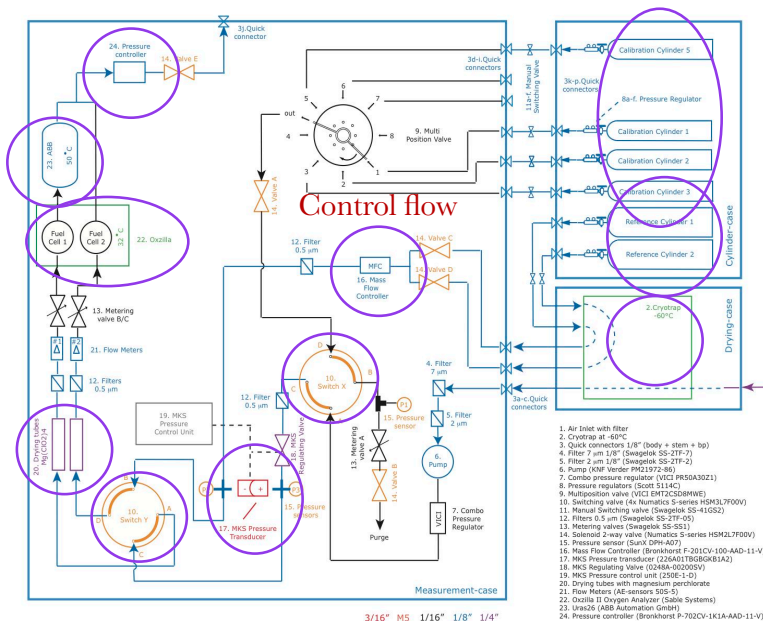 3j.Quick
connector
24. Pressure
controller
14. Valve E
23. ABB
50°C
Fuel
Cell 1
Fuel
Cell 2
32°C
22. Oxzilla
13. Metering
valve B/C
#1
#2
21. Flow Meters
12. Filters
0.5 µm
20. Drying tubes
Mg(ClO2)4
10.
Switch Y
A
B
C
D
out
1
2
3
4
5
6
7
8
9. Multi
Position Valve
14. Valve A
Control flow
12. Filter
0.5 µm
MFC
16. Mass
Flow
Controller
14. Valve C
14. Valve D
10.
Switch X
A
B
C
D
12. Filter
0.5 µm
19. MKS
Pressure
Control Unit
18. MKS
Regulating Valve
P2
- +
P3
15. Pressure
sensors
17. MKS Pressure
Transducer
P1
15. Pressure
sensor
13. Metering
valve A
14. Valve B
Purge
4. Filter
7 µm
5. Filter
2 µm
6.
Pump
VICI
7. Combo
Pressure
Regulator
Measurement-case
3d-i.Quick
connectors
11a-f. Manual
Switching Valve
3k-p.Quick
connectors
Calibration Cylinder 5
8a-f. Pressure Regulator
Calibration Cylinder 1
Calibration Cylinder 2
Calibration Cylinder 3
Reference Cylinder 1
Reference Cylinder 2
Cylinder-case
2.Cryotrap
-60°C
Drying-case
3a-c.Quick
connectors
1. Air Inlet with filter
2. Cryotrap at -60°C
3. Quick connectors 1/8" (body + stem + bp)
4. Filter 7 µm 1/8" (Swagelok SS-2TF-7)
5. Filter 2 µm 1/8" (Swagelok SS-2TF-2)
6. Pump (KNF Verder PM21972-86)
7. Combo pressure regulator (VICI PR50A30Z1)
8. Pressure regulators (Scott 5114C)
9. Multiposition valve (VICI EMT2CSD8MWE)
10. Switching valve (4x Numatics S-series HSM3L7F00V)
11. Manual Switching valve (Swagelok SS-41GS2)
12. Filters 0.5 µm (Swagelok SS-2TF-05)
13. Metering valves (Swagelok SS-SS1)
14. Solenoid 2-way valve (Numatics S-series HSM2L7F00V)
15. Pressure sensor (SunX DPH-A07)
16. Mass Flow Controller (Bronkhorst F-201CV-100-AAD-11-V)
17. MKS Pressure transducer (226A01TBGBGKB1A2)
18. MKS Regulating Valve (0248A-00200SV)
19. MKS Pressure control unit (250E-1-D)
20. Drying tubes with magnesium perchlorate
21. Flow Meters (AE-sensors 50S-5)
22. Oxzilla II Oxygen Analyzer (Sable Systems)
23. Uras26 (ABB Automation GmbH)
24. Pressure controller (Bronkhorst P-702CV-1K1A-AAD-11-V)
3/16" M5 1/16" 1/8" 1/4"